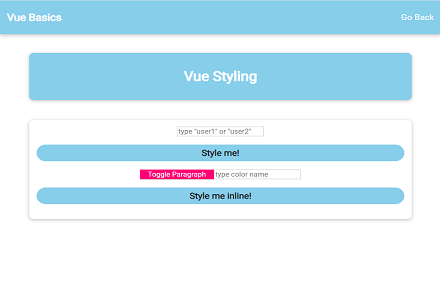 Vue Basics Go Back
Vue Styling
type "user1" or "user2"
Style me!
Toggle Paragraph type color name
Style me inline!